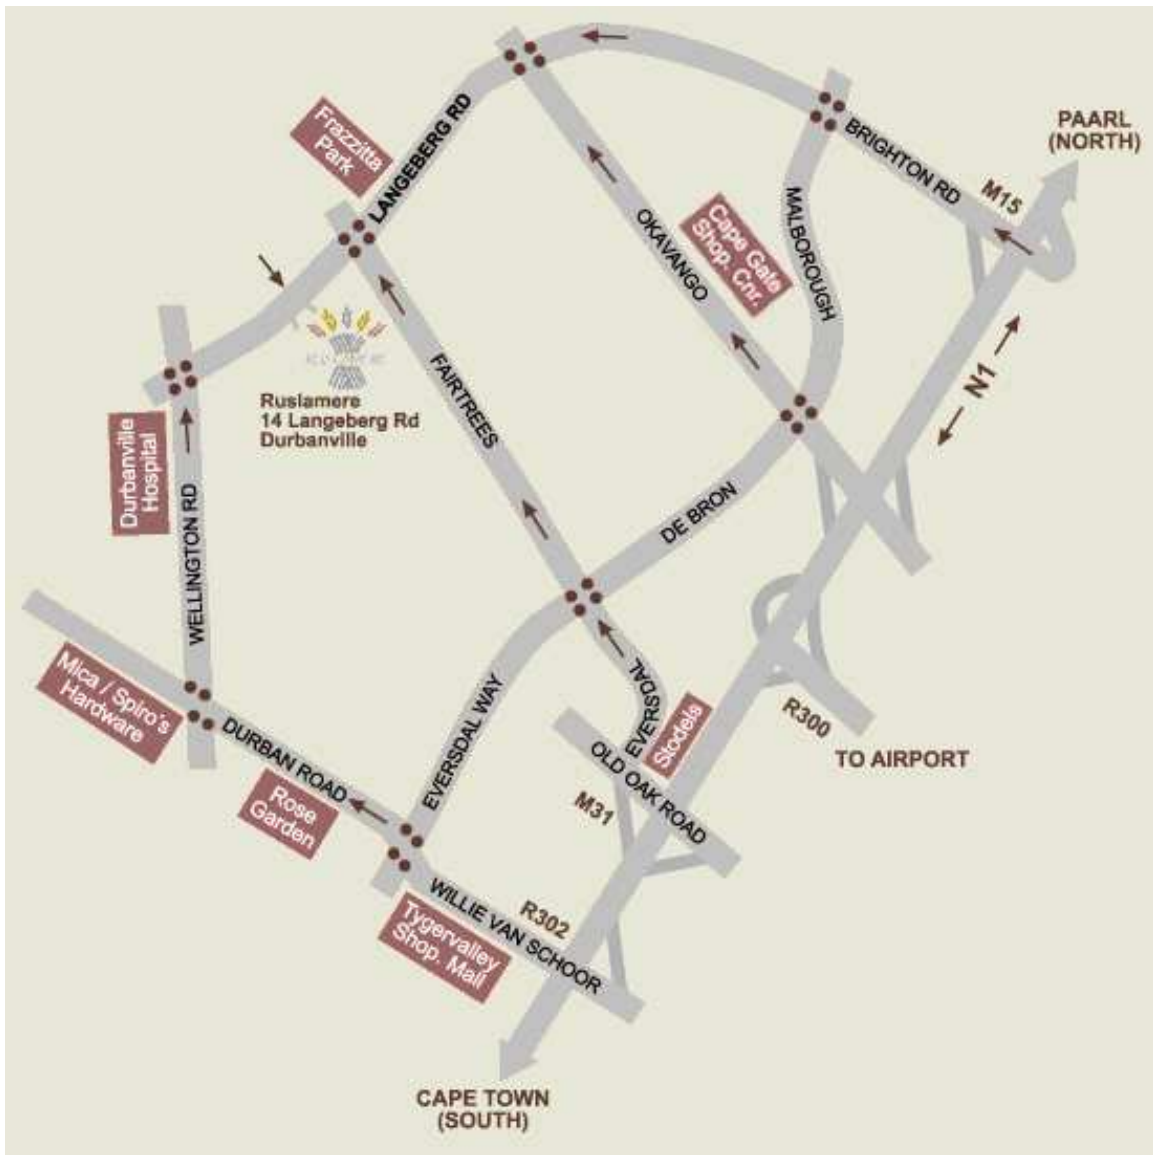 PAARL
(NORTH)
M15
BRIGHTON RD
LANGEBERG RD
Frazzitta
Park
MALBOROUGH
Cape Gate
Shop. Cnr.
OKAVANGO
N1
FAIRTREES
Ruslamere
14 Langeberg Rd
Durbanville
Durbanville
Hospital
WELLINGTON RD
DE BRON
Mica / Spiro's
Hardware
DURBAN ROAD
Rose
Garden
EVERSDAL WAY
EVERSDAL
EVERSDAL
Stodels
OLD OAK ROAD
M31
R300
TO AIRPORT
WILLIE VAN SCHOOR
R302
Tygervalley
Shop. Mall
CAPE TOWN
(SOUTH)